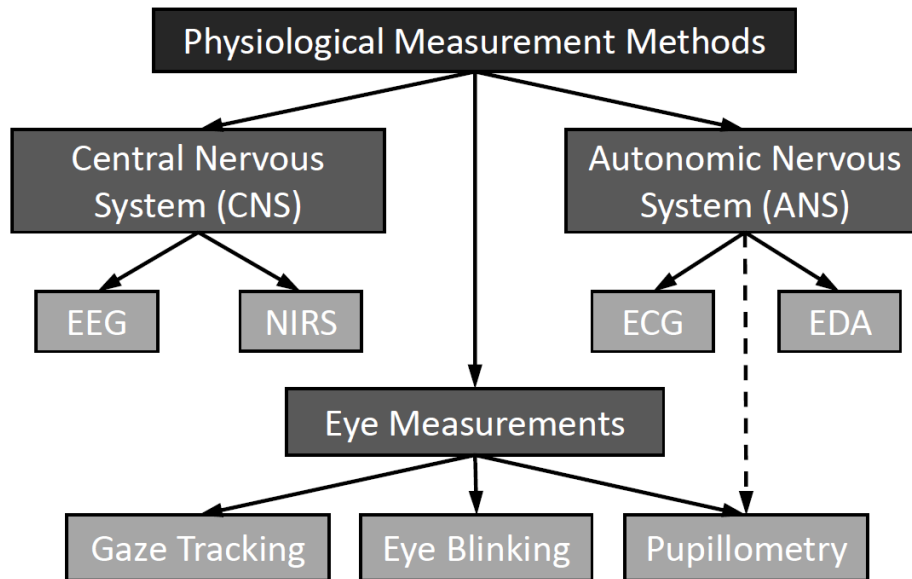 Physiological Measurement Methods
Central Nervous
System (CNS)
Autonomic Nervous
System (ANS)
EEG
NIRS
ECG
EDA
Eye Measurements
Gaze Tracking
Eye Blinking
Pupillometry